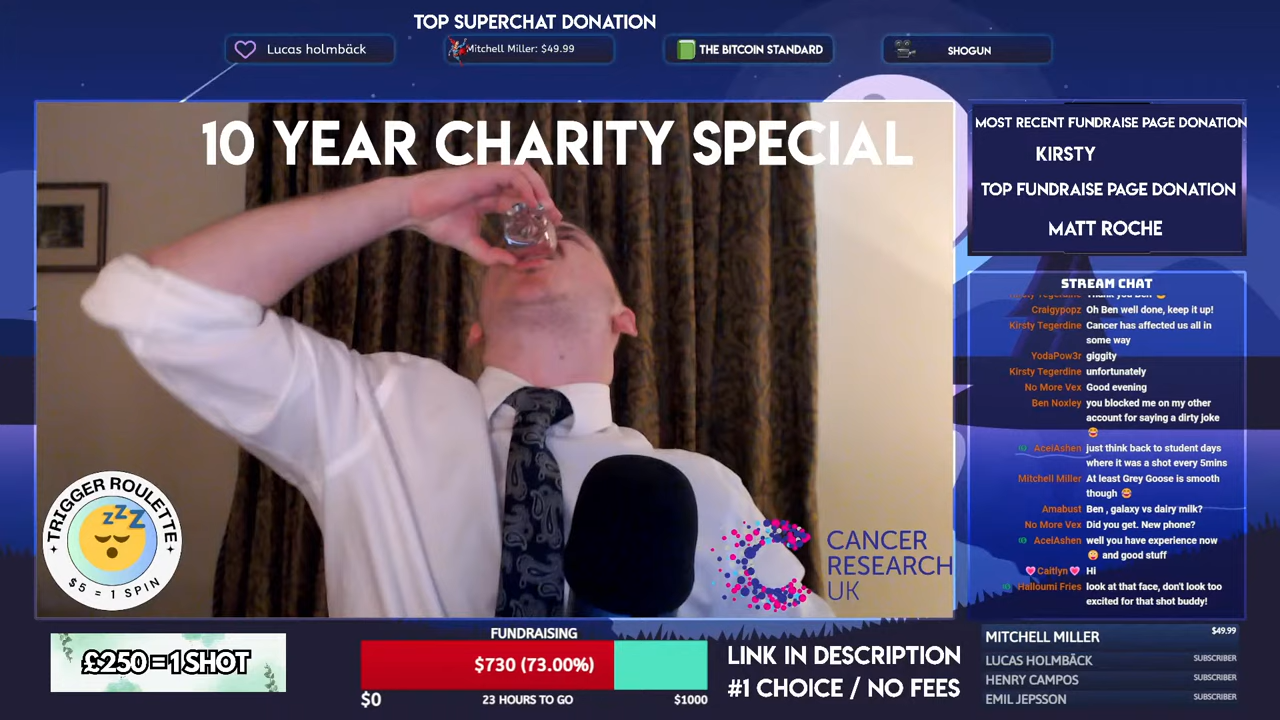 TOP SUPERCHAT DONATION
Lucas holmbäck
Mitchell Miller: $49.99
THE BITCOIN STANDARD
SHOGUN
10 YEAR CHARITY SPECIAL
MOST RECENT FUNDRAISE PAGE DONATION
KIRSTY
TOP FUNDRAISE PAGE DONATION
MATT ROCHE
STREAM CHAT
Kirsty Tegerdine Thank you Ben
Craigypopz Oh Ben well done, keep it up!
Kirsty Tegerdine Cancer has affected us all in
some way
YodaPow3r giggity
Kirsty Tegerdine unfortunately
No More Vex Good evening
Ben Noxley you blocked me on my other
account for saying a dirty joke
AceIAshen just think back to student days
where it was a shot every 5mins
Mitchell Miller At least Grey Goose is smooth
though
Amabust Ben , galaxy vs dairy milk?
No More Vex Did you get. New phone?
AceIAshen well you have experience now
and good stuff
Caitlyn Hi
Halloumi Fries look at that face, don't look too
excited for that shot buddy!
TRIGGER ROULETTE
zzz
$5 = 1 SPIN
CANCER
RESEARCH
UK
£250 = 1 SHOT
FUNDRAISING
$730 (73.00%)
$0
23 HOURS TO GO
$1000
LINK IN DESCRIPTION
#1 CHOICE / NO FEES
MITCHELL MILLER $49.99
LUCAS HOLMBÄCK SUBSCRIBER
HENRY CAMPOS SUBSCRIBER
EMIL JEPSSON SUBSCRIBER